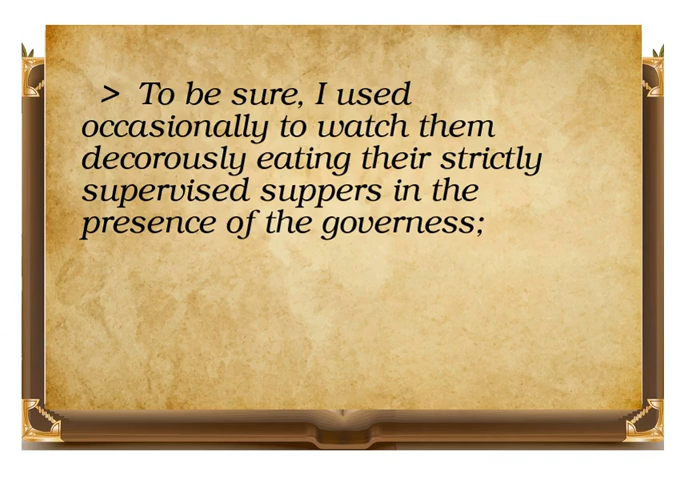 > To be sure, I used
occasionally to watch them
decorously eating their strictly
supervised suppers in the
presence of the governess;